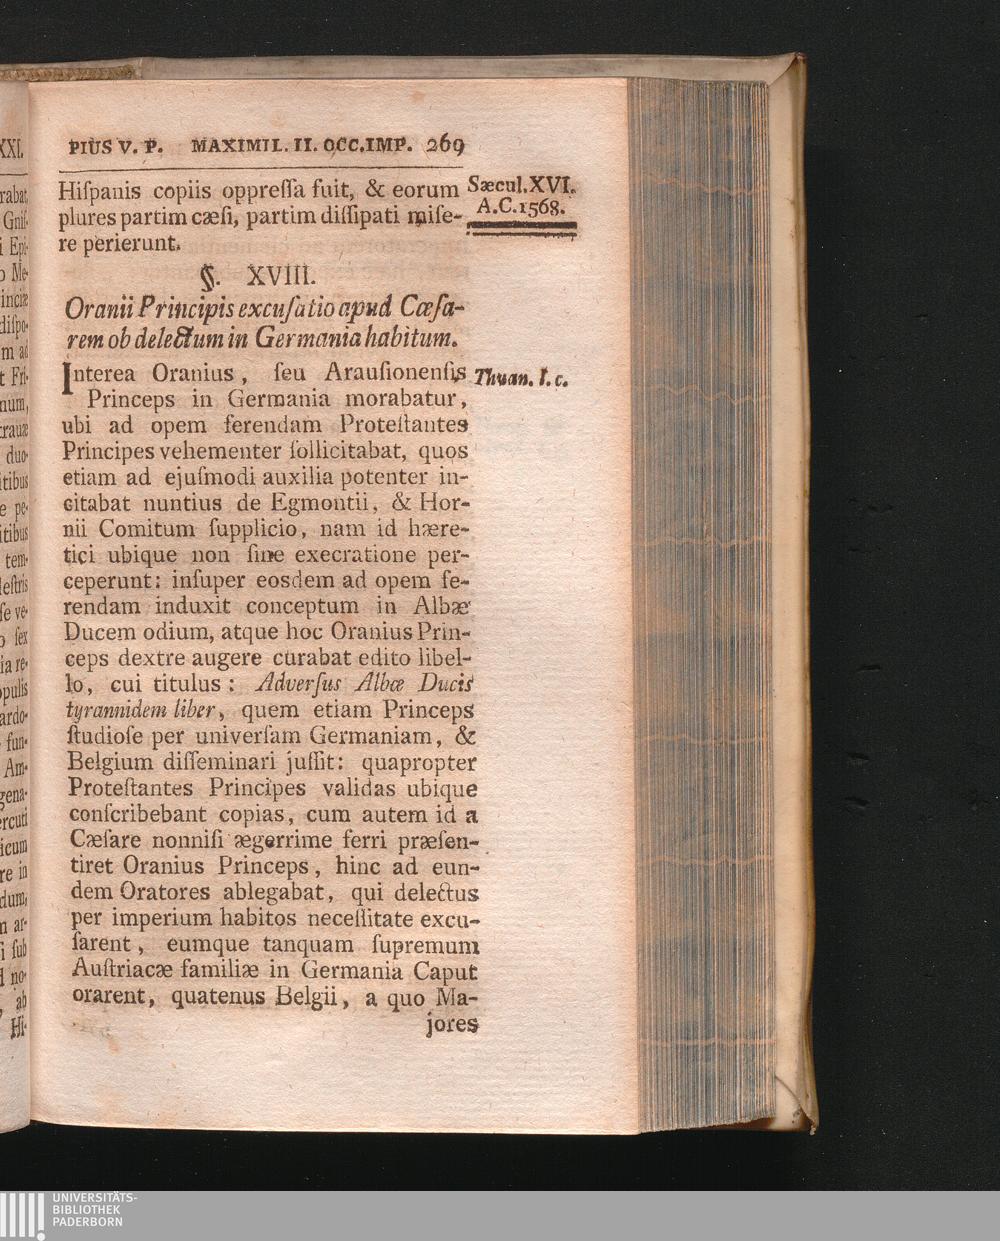 PIUS V. P. MAXIMIL. II. OCC. IMP. 269
Hiſpanis copiis oppreſſa fuit, & eorum
plures partim cæſi, partim diſſipati miſe-
re perierunt.
Sæcul. XVI.
A.C. 1568.
§. XVIII.
Oranii Principis excuſatio apud Cæſa-
rem ob delectum in Germania habitum.
Interea Oranius, ſeu Arauſionenſis
Thuan. l. c.
Princeps in Germania morabatur,
ubi ad opem ferendam Proteſtantes
Principes vehementer ſollicitabat, quos
etiam ad ejuſmodi auxilia potenter in-
citabat nuntius de Egmontii, & Hor-
nii Comitum ſupplicio, nam id hære-
tici ubique non ſine execratione per-
ceperunt: inſuper eosdem ad opem fe-
rendam induxit conceptum in Albæ
Ducem odium, atque hoc Oranius Prin-
ceps dextre augere curabat edito libel-
lo, cui titulus: Adverſus Albæ Ducis
tyrannidem liber, quem etiam Princeps
ſtudioſe per univerſam Germaniam, &
Belgium diſſeminari juſſit: quapropter
Proteſtantes Principes validas ubique
conſcribebant copias, cum autem id a
Cæſare nonniſi ægerrime ferri præſen-
tiret Oranius Princeps, hinc ad eun-
dem Oratores ablegabat, qui delectus
per imperium habitos neceſſitate excu-
ſarent, eumque tanquam ſupremum
Auſtriacæ familiæ in Germania Caput
orarent, quatenus Belgii, a quo Ma-
jores
UNIVERSITÄTS-
BIBLIOTHEK
PADERBORN